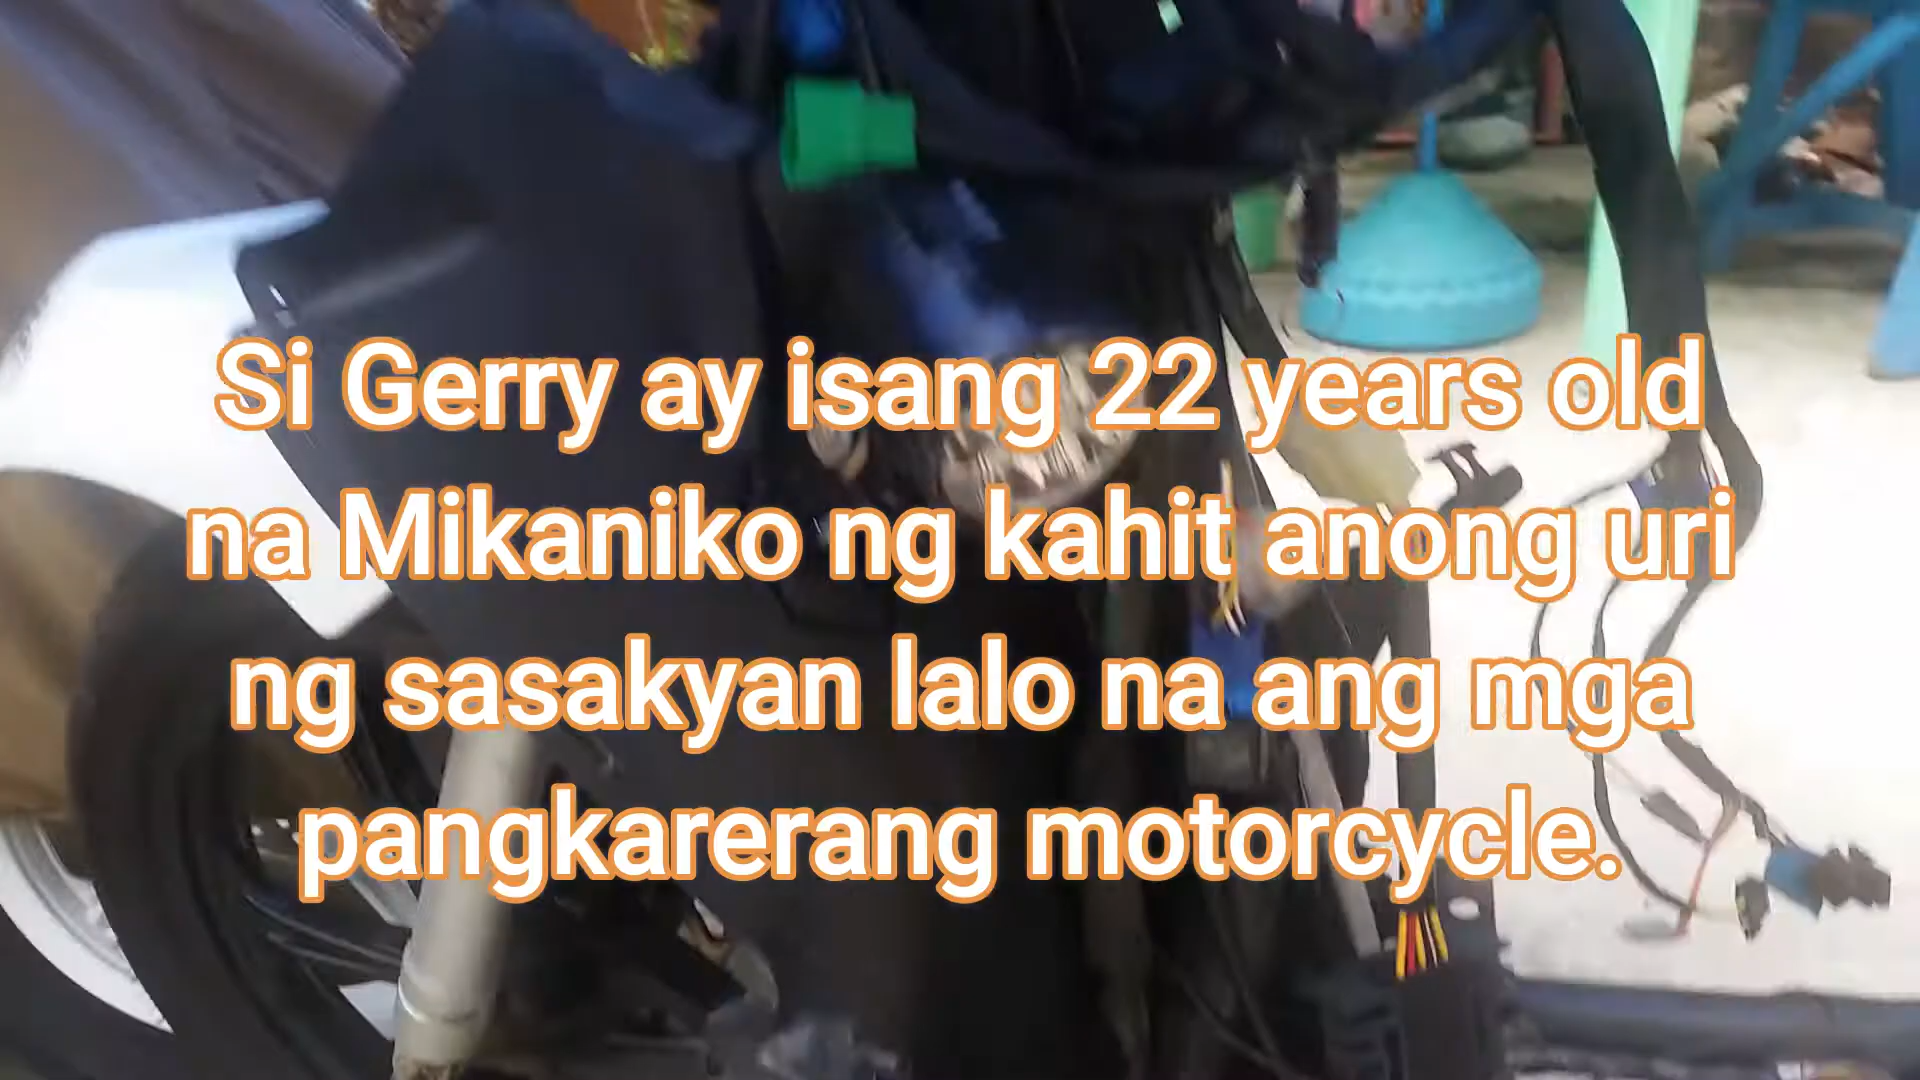 Si Gerry ay isang 22 years old
na Mikaniko ng kahit anong uri
ng sasakyan lalo na ang mga
pangkarerang motorcycle.